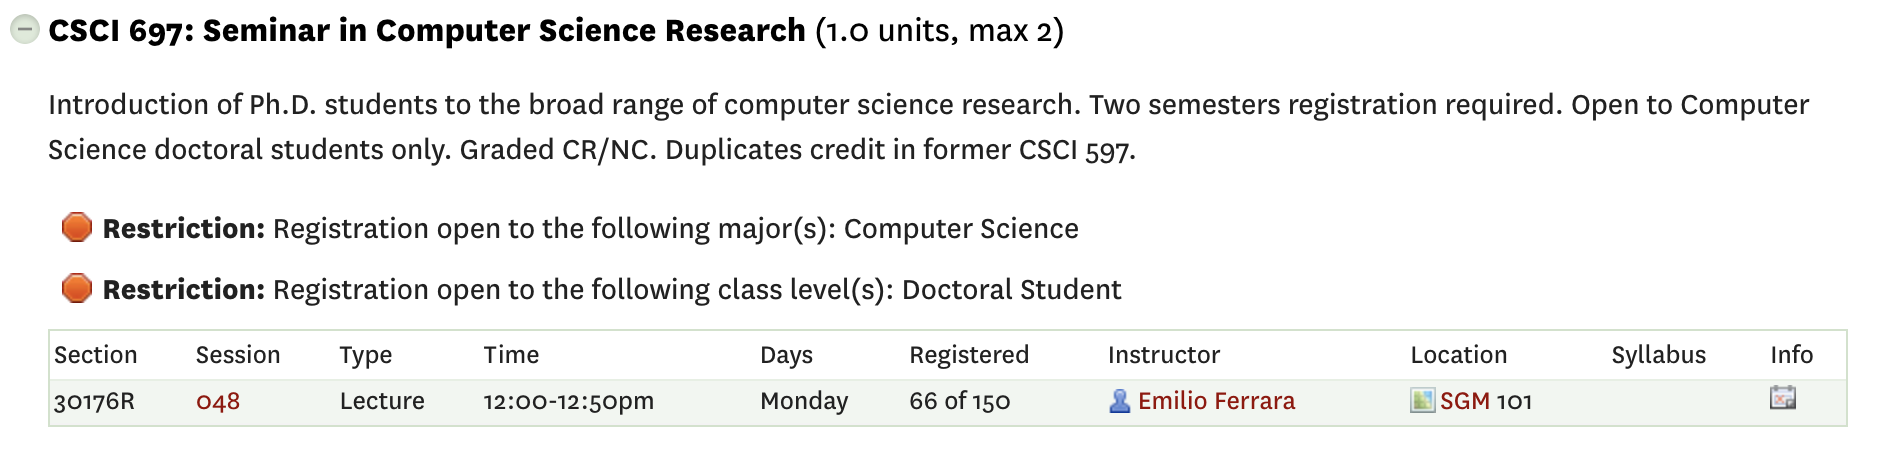 CSCI 697: Seminar in Computer Science Research (1.0 units, max 2)
Introduction of Ph.D. students to the broad range of computer science research. Two semesters registration required. Open to Computer
Science doctoral students only. Graded CR/NC. Duplicates credit in former CSCI 597.
Restriction: Registration open to the following major(s): Computer Science
Restriction: Registration open to the following class level(s): Doctoral Student
Section Session Type Time Days Registered Instructor Location Syllabus Info
30176R 048 Lecture 12:00-12:50pm Monday 66 of 150 Emilio Ferrara SGM 101